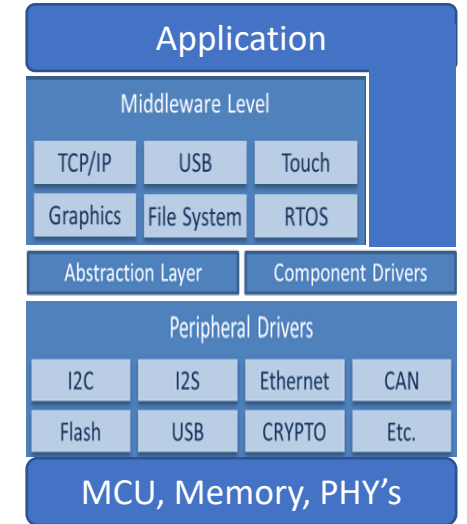 Application
Middleware Level
TCP/IP USB Touch
Graphics File System RTOS
Abstraction Layer Component Drivers
Peripheral Drivers
I2C I2S Ethernet CAN
Flash USB CRYPTO Etc.
MCU, Memory, PHY’s